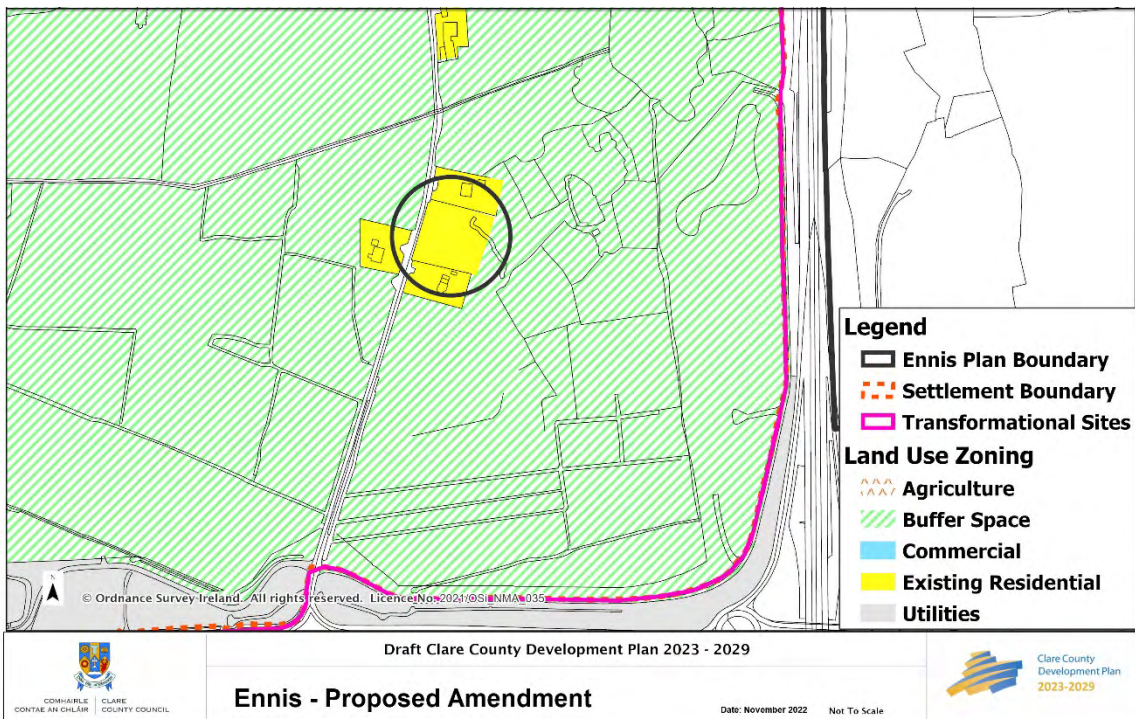 Legend
Ennis Plan Boundary
Settlement Boundary
Transformational Sites
Land Use Zoning
Agriculture
Buffer Space
Commercial
Existing Residential
Utilities
N
© Ordnance Survey Ireland. All rights reserved. Licence No. 2021/OSi_NMA_035
COMHAIRLE CONTAE AN CHLÁIR
CLARE COUNTY COUNCIL
Draft Clare County Development Plan 2023 - 2029
Ennis - Proposed Amendment
Date: November 2022
Not To Scale
Clare County
Development Plan
2023-2029